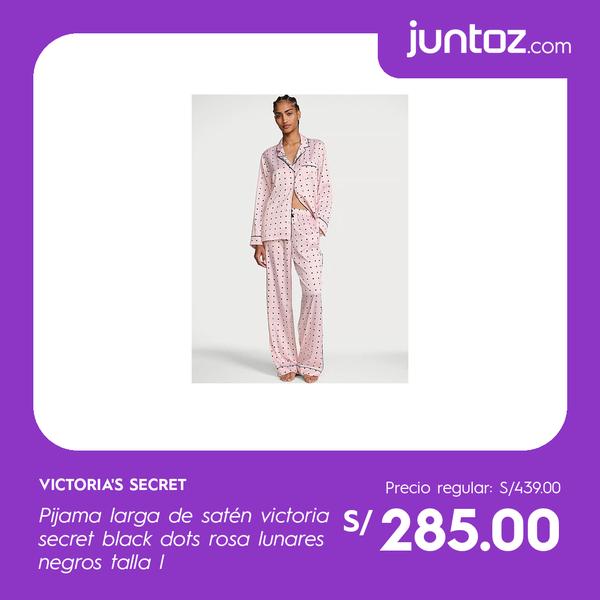 juntoz.com
VICTORIA'S SECRET
Pijama larga de satén victoria
secret black dots rosa lunares
negros talla l
Precio regular: S/439.00
S/ 285.00